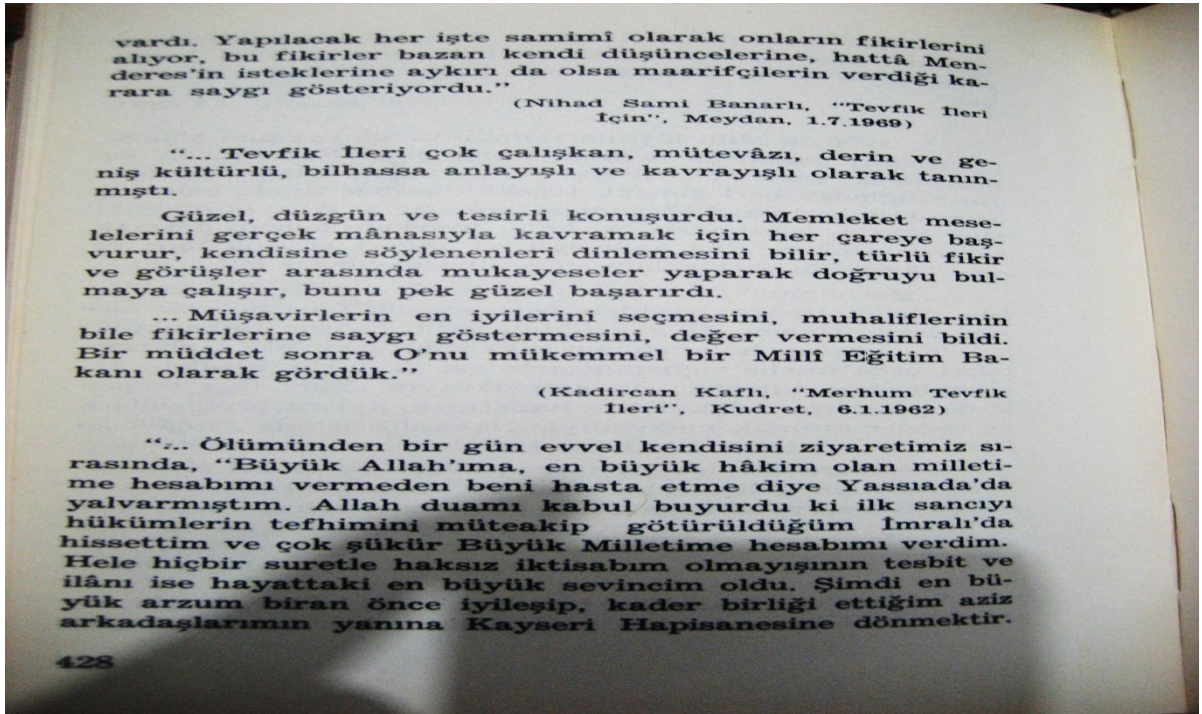 vardı. Yapılacak her işte samimî olarak onların fikirlerini
alıyor, bu fikirler bazan kendi düşüncelerine, hattâ Men-
deres'in isteklerine aykırı da olsa maarifçilerin verdiği ka-
rara saygı gösteriyordu."
(Nihad Sami Banarlı, "Tevfik İleri
İçin", Meydan, 1.7.1969)
"... Tevfik İleri çok çalışkan, mütevâzı, derin ve ge-
niş kültürlü, bilhassa anlayışlı ve kavrayışlı olarak tanın-
mıştı.
Güzel, düzgün ve tesirli konuşurdu. Memleket mese-
lelerini gerçek mânasıyla kavramak için her çareye baş-
vurur, kendisine söylenenleri dinlemesini bilir, türlü fikir
ve görüşler arasında mukayeseler yaparak doğruyu bul-
maya çalışır, bunu pek güzel başarırdı.
... Müşavirlerin en iyilerini seçmesini, muhaliflerinin
bile fikirlerine saygı göstermesini, değer vermesini bildi.
Bir müddet sonra O'nu mükemmel bir Millî Eğitim Ba-
kanı olarak gördük."
(Kadircan Kaflı, "Merhum Tevfik
İleri", Kudret, 6.1.1962)
"... Ölümünden bir gün evvel kendisini ziyaretimiz sı-
rasında, "Büyük Allah'ıma, en büyük hâkim olan milleti-
me hesabımı vermeden beni hasta etme diye Yassıada'da
yalvarmıştım. Allah duamı kabul buyurdu ki ilk sancıyı
hükümlerin tefhimini müteakip götürüldüğüm İmralı'da
hissettim ve çok şükür Büyük Milletime hesabımı verdim.
Hele hiçbir suretle haksız iktisabım olmayışının tesbit ve
ilânı ise hayattaki en büyük sevincim oldu. Şimdi en bü-
yük arzum biran önce iyileşip, kader birliği ettiğim aziz
arkadaşlarımın yanına Kayseri Hapisanesine dönmektir.
428